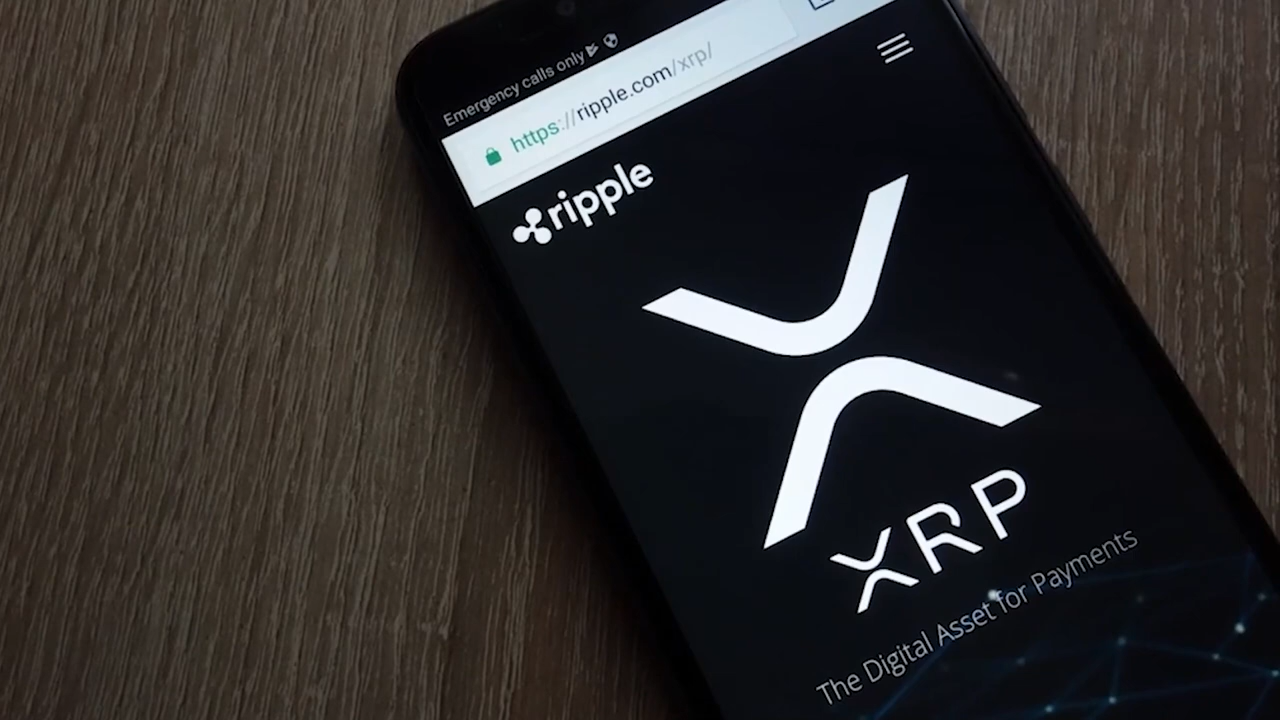 Emergency calls only
https://ripple.com/xrp/
ripple
XRP
The Digital Asset for Payments